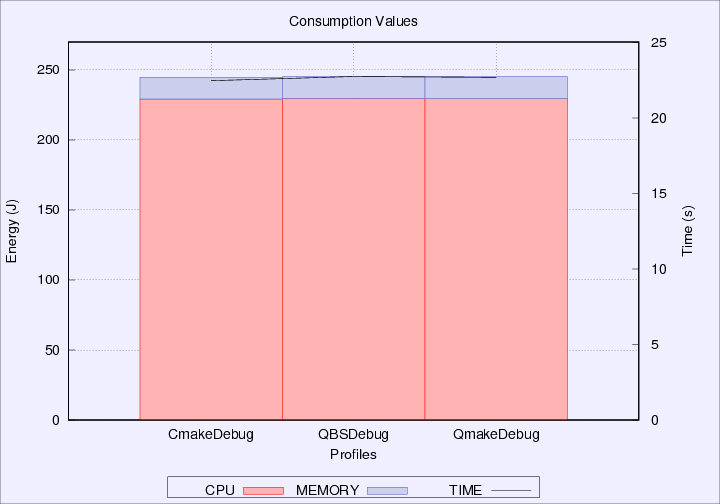 Consumption Values
250
200
150
100
50
0
Energy (J)
25
20
15
10
5
0
Time (s)
CmakeDebug QBSDebug QmakeDebug
Profiles
CPU MEMORY TIME